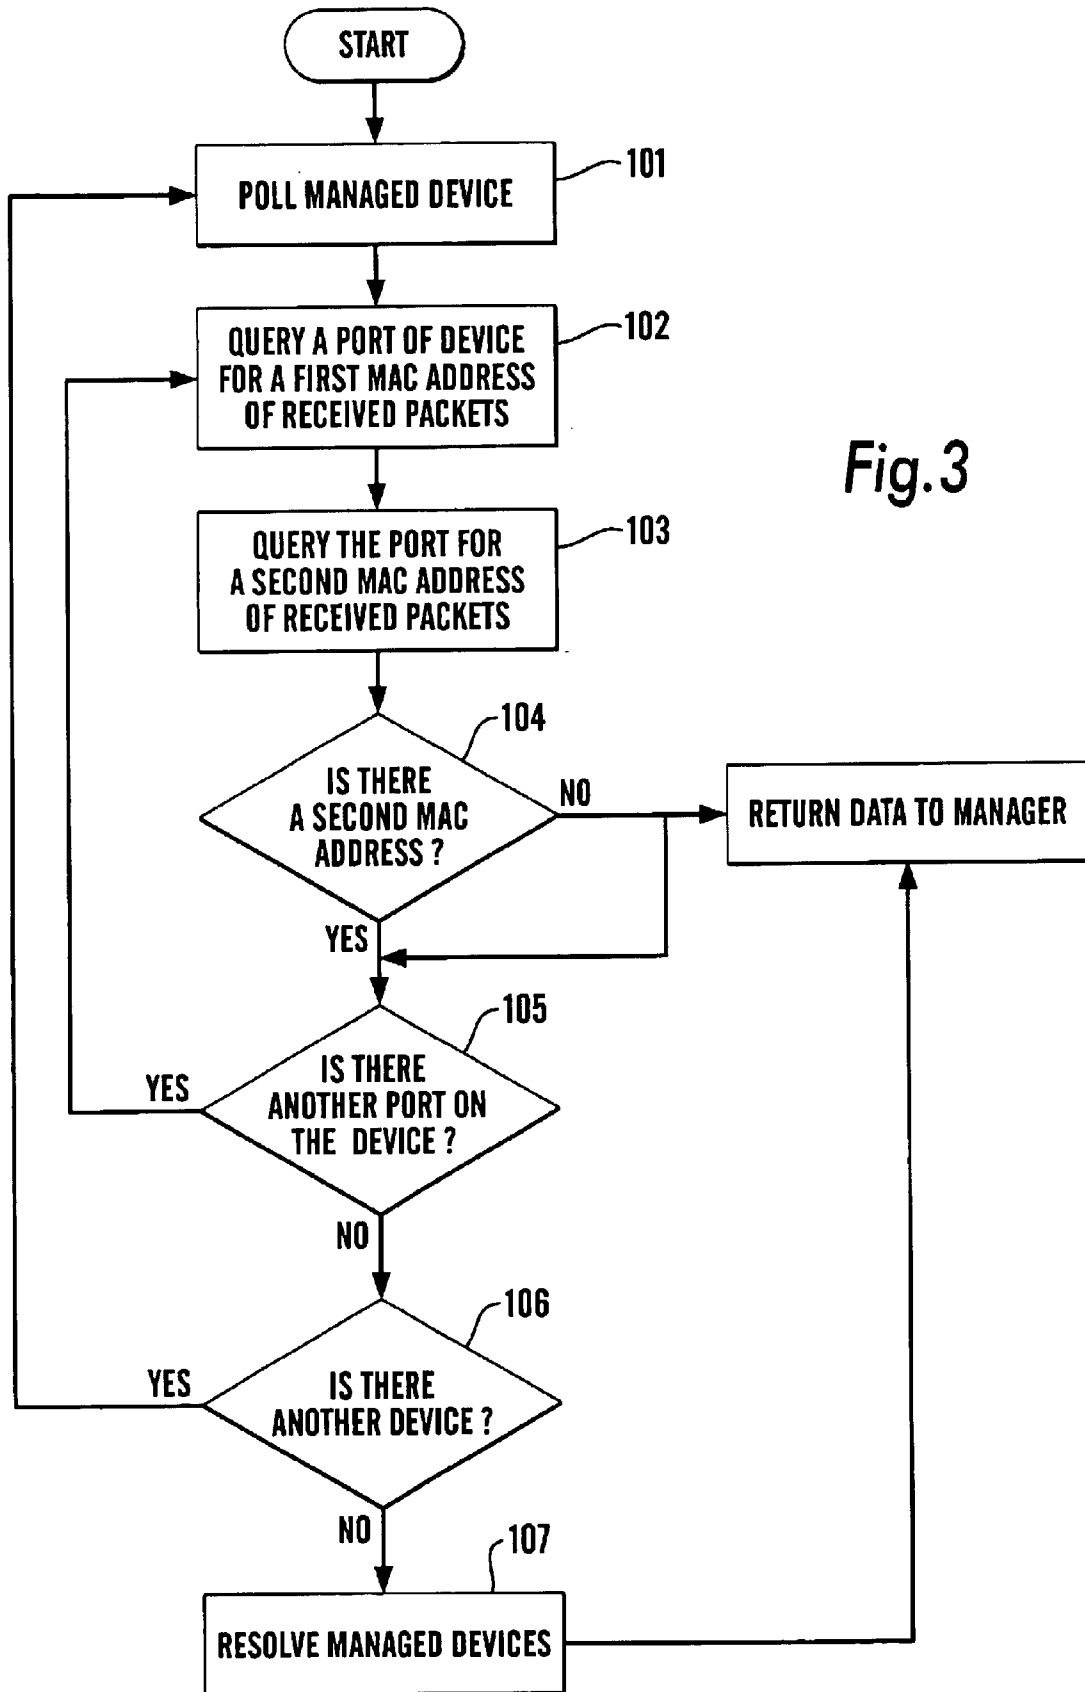 START
101
POLL MANAGED DEVICE
102
QUERY A PORT OF DEVICE
FOR A FIRST MAC ADDRESS
OF RECEIVED PACKETS
Fig.3
103
QUERY THE PORT FOR
A SECOND MAC ADDRESS
OF RECEIVED PACKETS
104
IS THERE
A SECOND MAC
ADDRESS ?
NO
RETURN DATA TO MANAGER
YES
105
IS THERE
ANOTHER PORT ON
THE DEVICE ?
YES
NO
106
IS THERE
ANOTHER DEVICE ?
YES
NO
107
RESOLVE MANAGED DEVICES